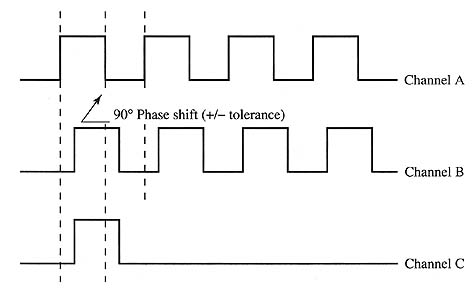 Channel A
90° Phase shift (+/− tolerance)
Channel B
Channel C